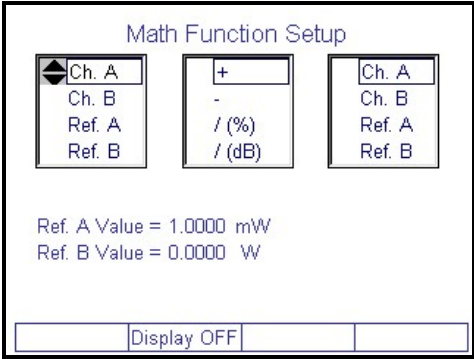 Math Function Setup
Ch. A + Ch. A
Ch. B - Ch. B
Ref. A / (%) Ref. A
Ref. B / (dB) Ref. B
Ref. A Value = 1.0000 mW
Ref. B Value = 0.0000 W
Display OFF